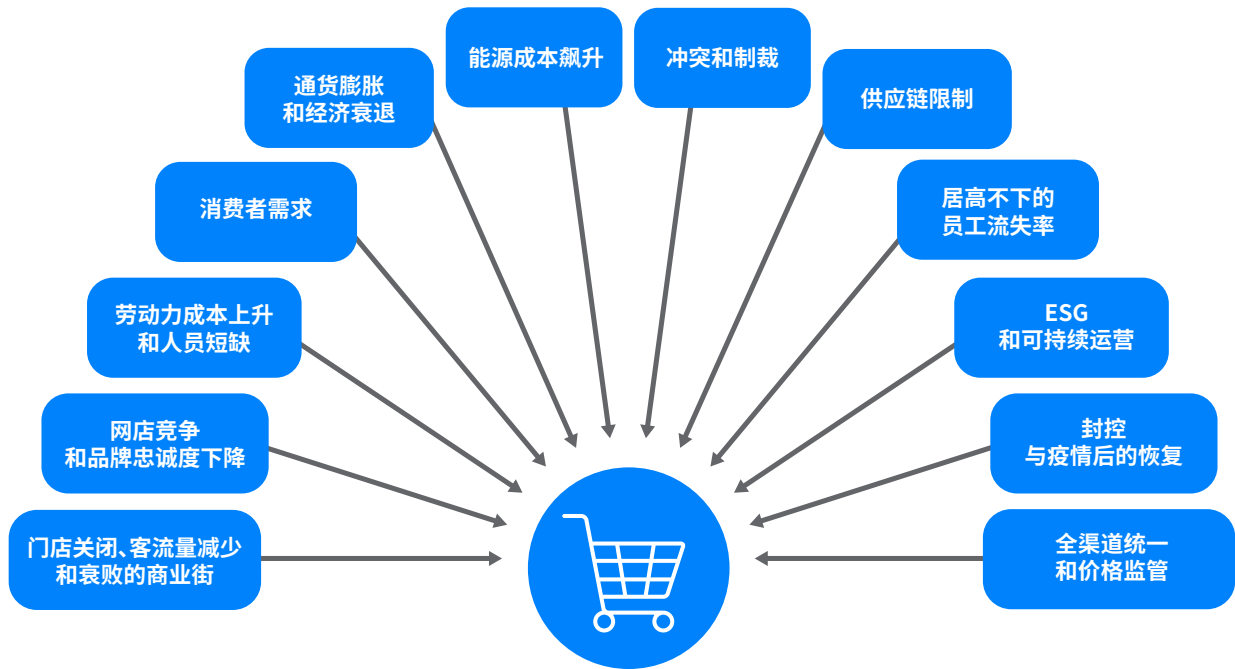 能源成本飙升
冲突和制裁
通货膨胀
和经济衰退
供应链限制
消费者需求
居高不下的
员工流失率
劳动力成本上升
和人员短缺
ESG
和可持续运营
网店竞争
和品牌忠诚度下降
封控
与疫情后的恢复
门店关闭、客流量减少
和衰败的商业街
全渠道统一
和价格监管